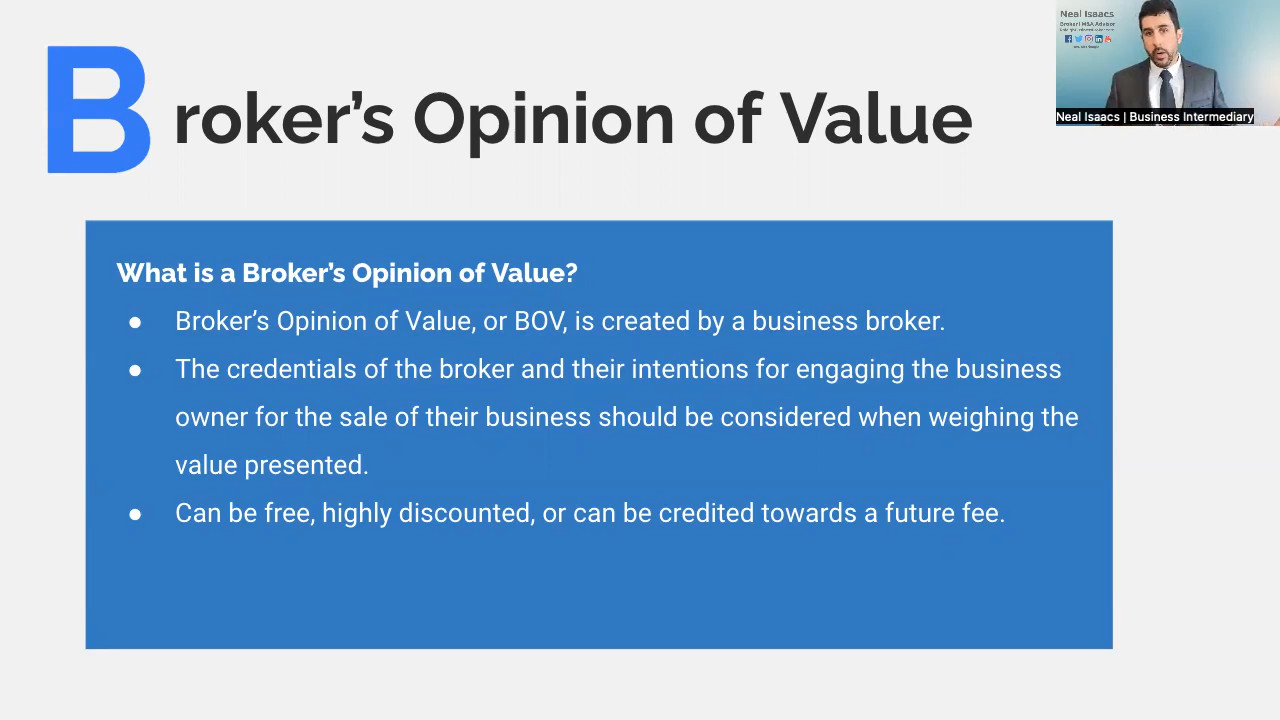 Broker’s Opinion of Value
Neal Isaacs
Broker| M&A Advisor
Neal Isaacs | Business Intermediary
What is a Broker’s Opinion of Value?
● Broker’s Opinion of Value, or BOV, is created by a business broker.
● The credentials of the broker and their intentions for engaging the business
owner for the sale of their business should be considered when weighing the
value presented.
● Can be free, highly discounted, or can be credited towards a future fee.